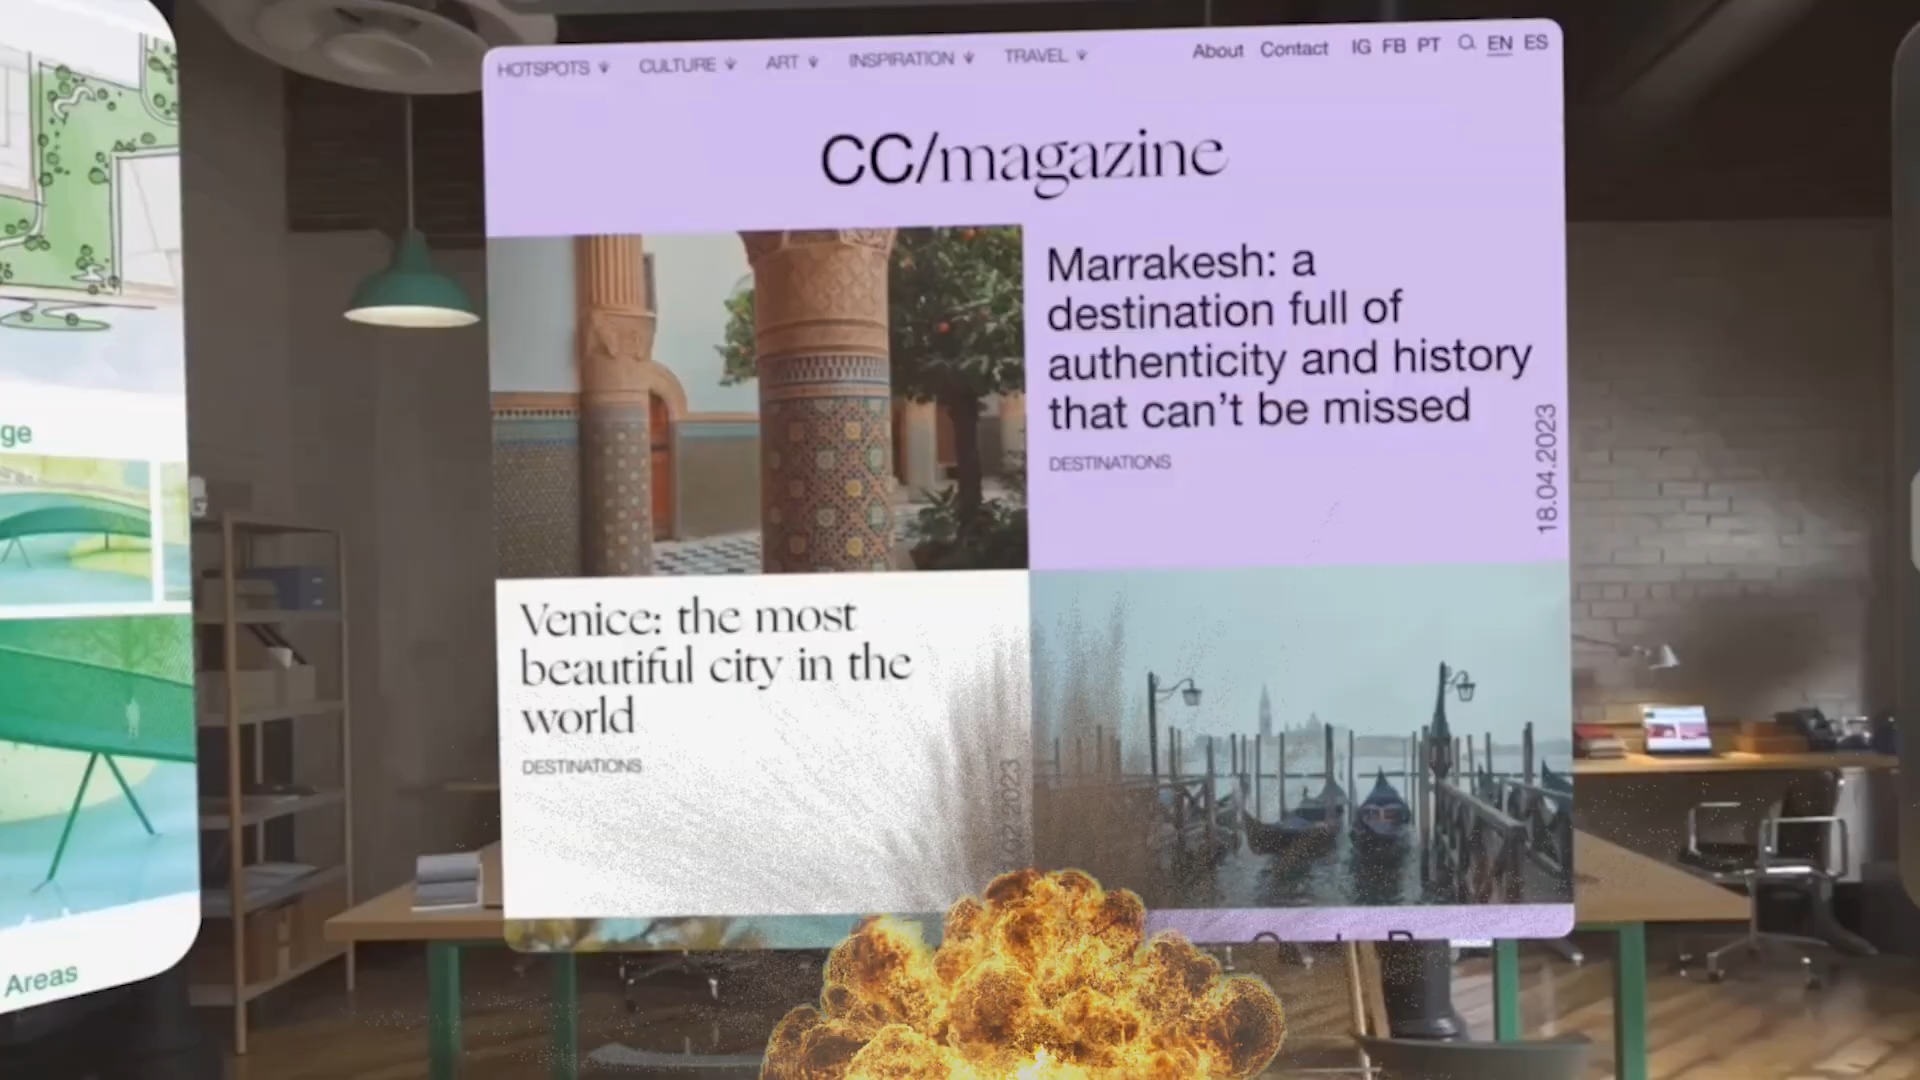 HOTSPOTS CULTURE ART INSPIRATION TRAVEL About Contact IG FB PT EN ES
CC/magazine
Marrakesh: a
destination full of
authenticity and history
that can't be missed
DESTINATIONS
18.04.2023
Venice: the most
beautiful city in the
world
DESTINATIONS
02.2023
ge
Areas